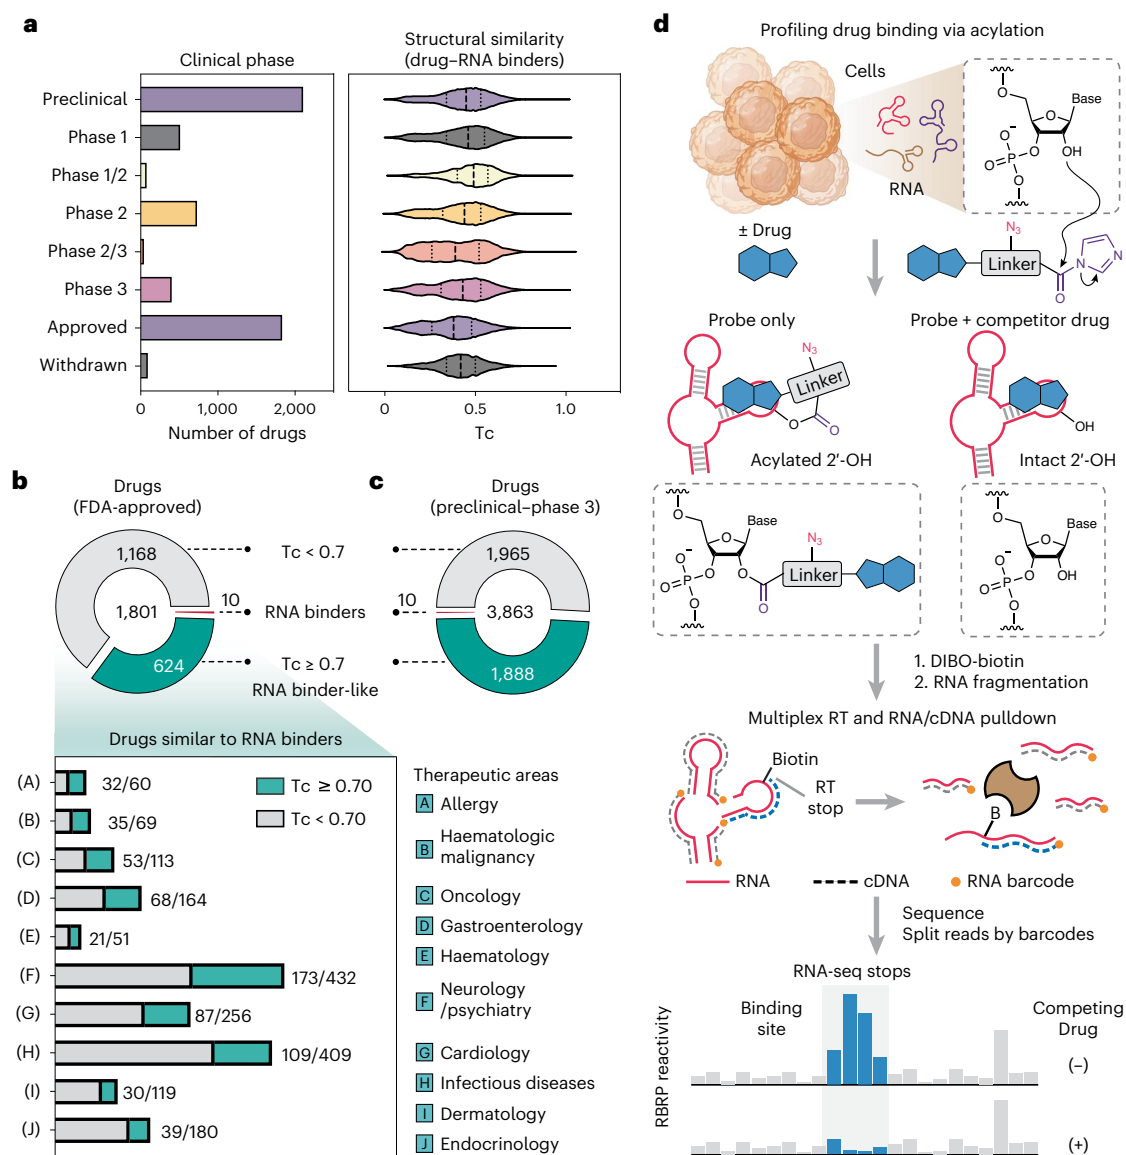 a
Clinical phase
Structural similarity
(drug–RNA binders)
Preclinical
Phase 1
Phase 1/2
Phase 2
Phase 2/3
Phase 3
Approved
Withdrawn
0
1,000
2,000
Number of drugs
0
0.5
1.0
Tc
b
Drugs
(FDA-approved)
1,168
1,801
10
624
c
Drugs
(preclinical–phase 3)
1,965
10
3,863
1,888
Tc < 0.7
RNA binders
Tc ≥ 0.7
RNA binder-like
Drugs similar to RNA binders
(A) 32/60
(B) 35/69
(C) 53/113
(D) 68/164
(E) 21/51
(F) 173/432
(G) 87/256
(H) 109/409
(I) 30/119
(J) 39/180
Tc ≥ 0.70
Tc < 0.70
Therapeutic areas
A Allergy
B Haematologic
malignancy
C Oncology
D Gastroenterology
E Haematology
F Neurology
/psychiatry
G Cardiology
H Infectious diseases
I Dermatology
J Endocrinology
d
Profiling drug binding via acylation
Cells
RNA
O
Base
O
O−
O P O
OH
O
± Drug
N3
Linker
O
N
N
Probe only
N3
Linker
O
O
Acylated 2′-OH
Probe + competitor drug
OH
Intact 2′-OH
O
Base
O
O−
O P O
O
O
O
N3
Linker
O
Base
O
O−
O P O
OH
O
1. DIBO-biotin
2. RNA fragmentation
Multiplex RT and RNA/cDNA pulldown
Biotin
RT
stop
B
RNA
cDNA
RNA barcode
Sequence
Split reads by barcodes
RNA-seq stops
Binding
site
Competing
Drug
RBRP reactivity
(−)
(+)